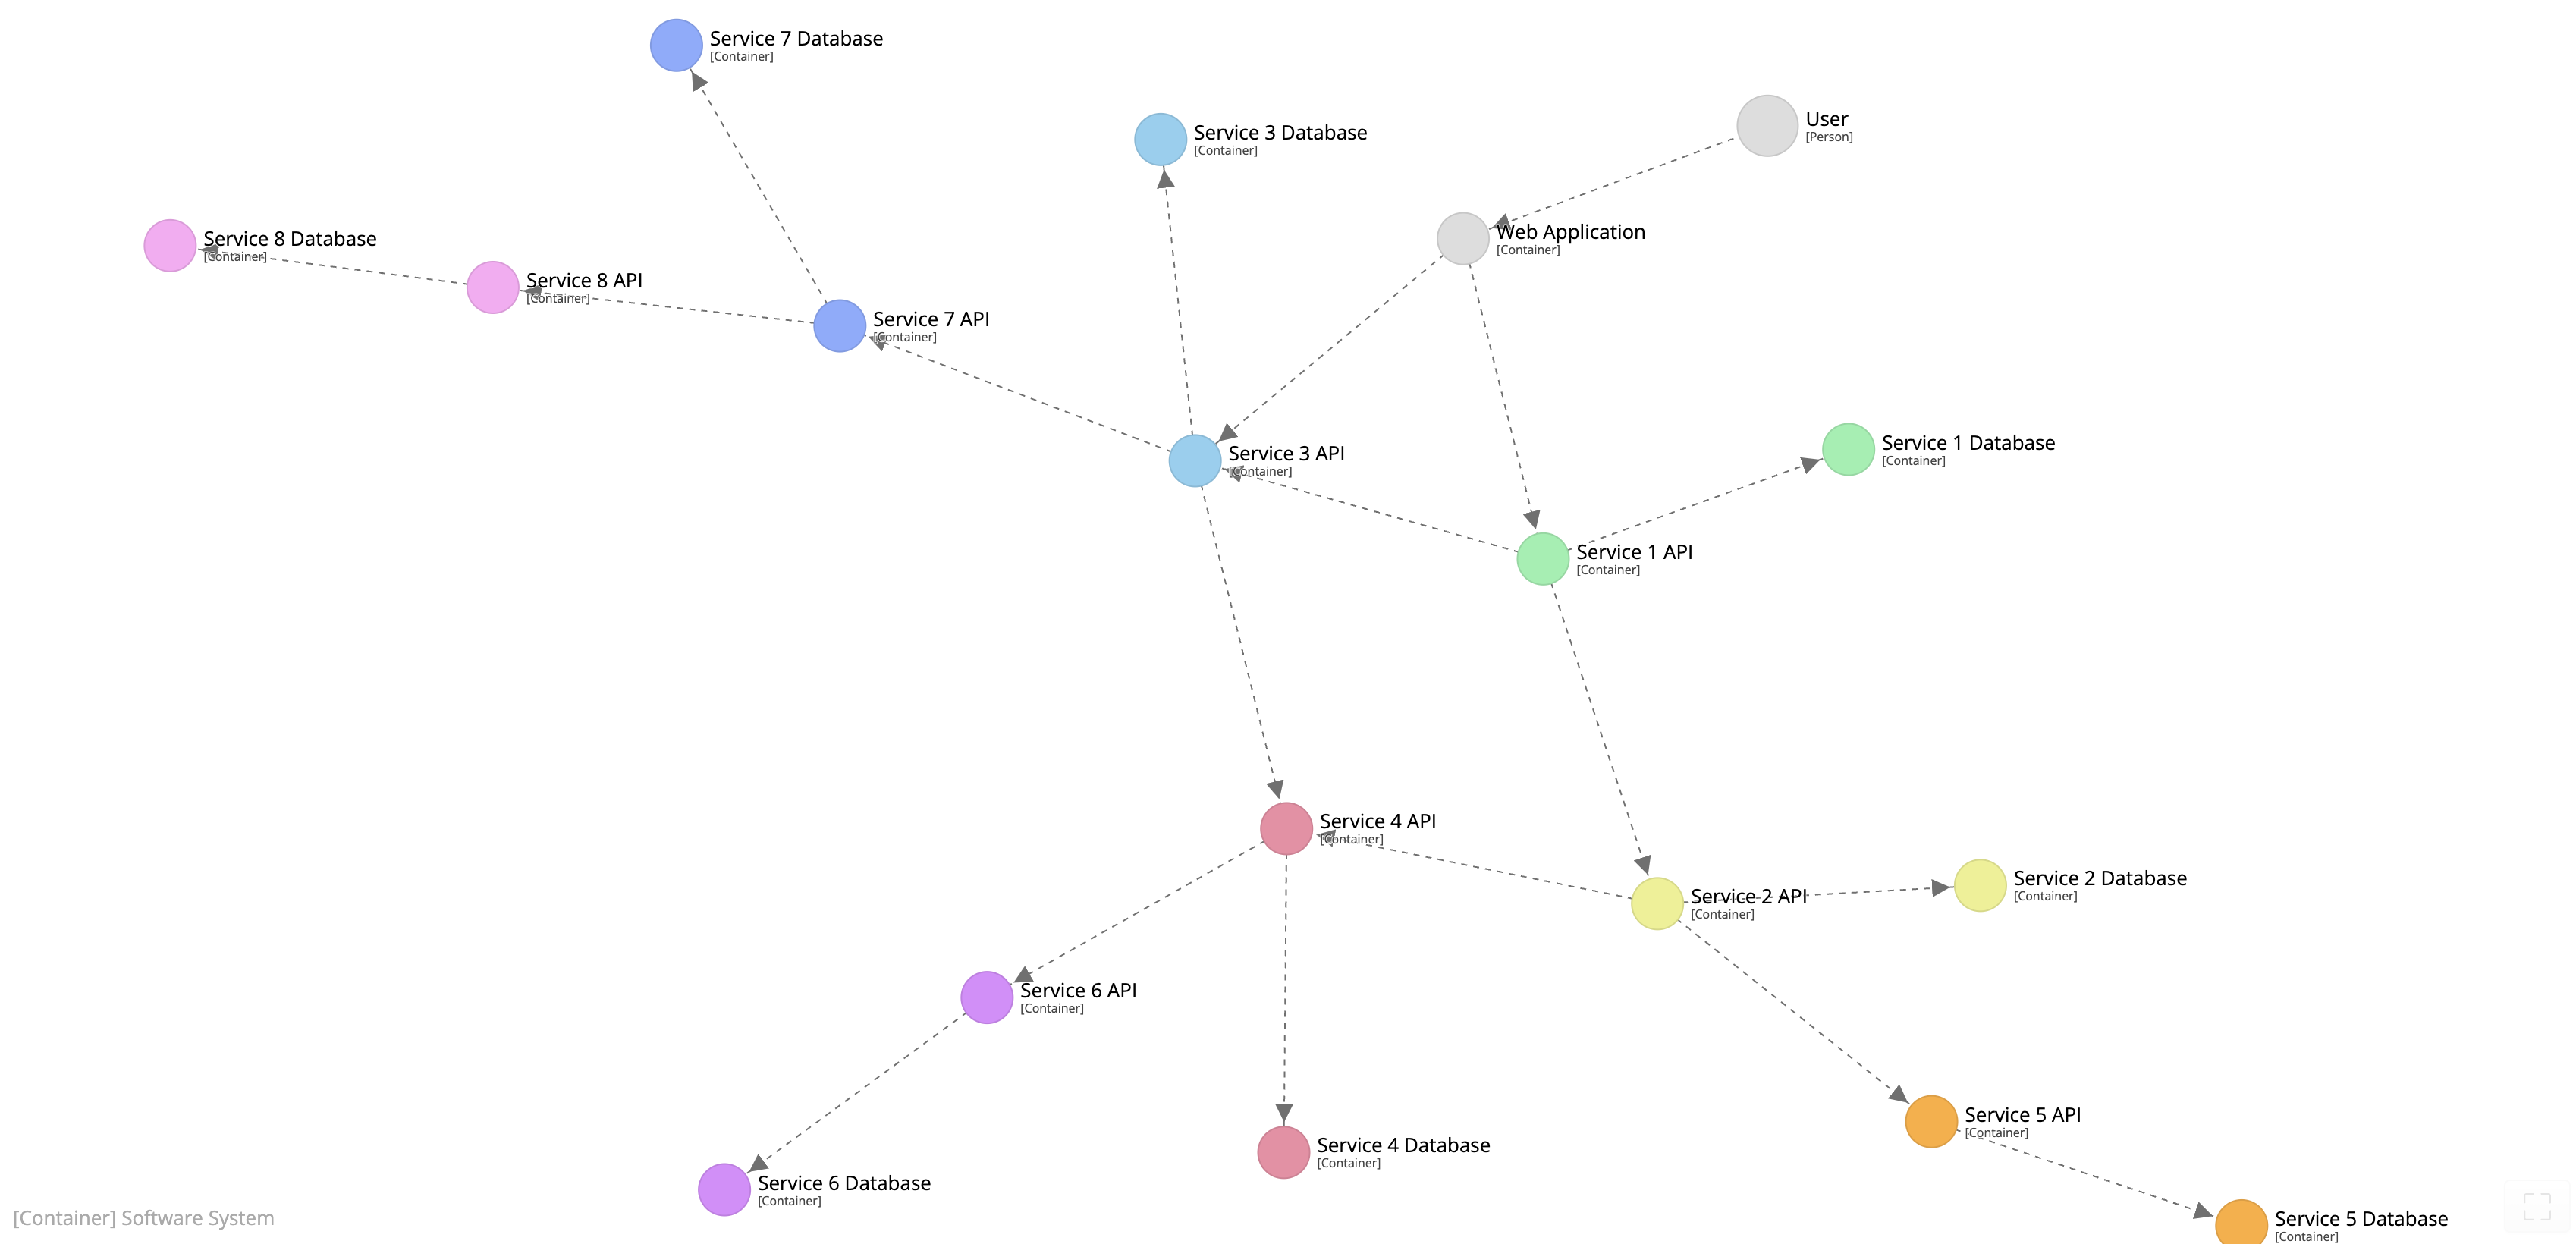 Service 7 Database
[Container]
User
[Person]
Service 3 Database
[Container]
Web Application
[Container]
Service 8 Database
[Container]
Service 8 API
[Container]
Service 7 API
[Container]
Service 3 API
[Container]
Service 1 Database
[Container]
Service 1 API
[Container]
Service 4 API
[Container]
Service 2 API
[Container]
Service 2 Database
[Container]
Service 6 API
[Container]
Service 5 API
[Container]
Service 4 Database
[Container]
Service 6 Database
[Container]
Service 5 Database
[Container]
[Container] Software System